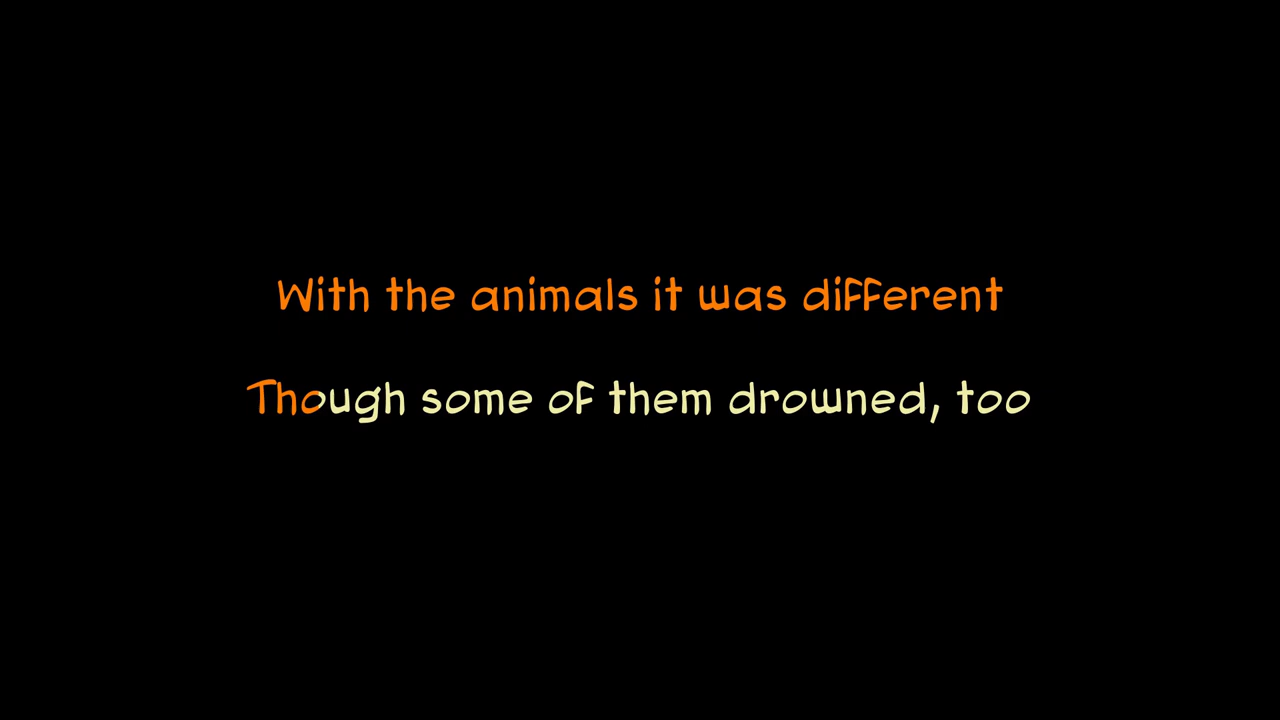 With the animals it was different
Though some of them drowned, too